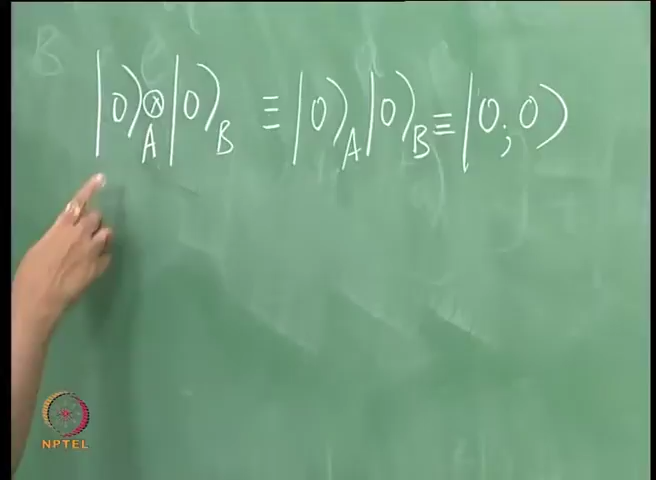 |0⟩_A ⊗ |0⟩_B ≡ |0⟩_A |0⟩_B ≡ |0; 0⟩
NPTEL